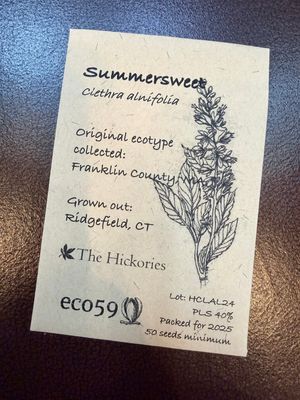 Summersweet
Clethra alnifolia
Original ecotype
collected:
Franklin County,
Grown out:
Ridgefield, CT
The Hickories
eco59
Lot: HCLAL24
PLS 40%
Packed for 2025
50 seeds minimum